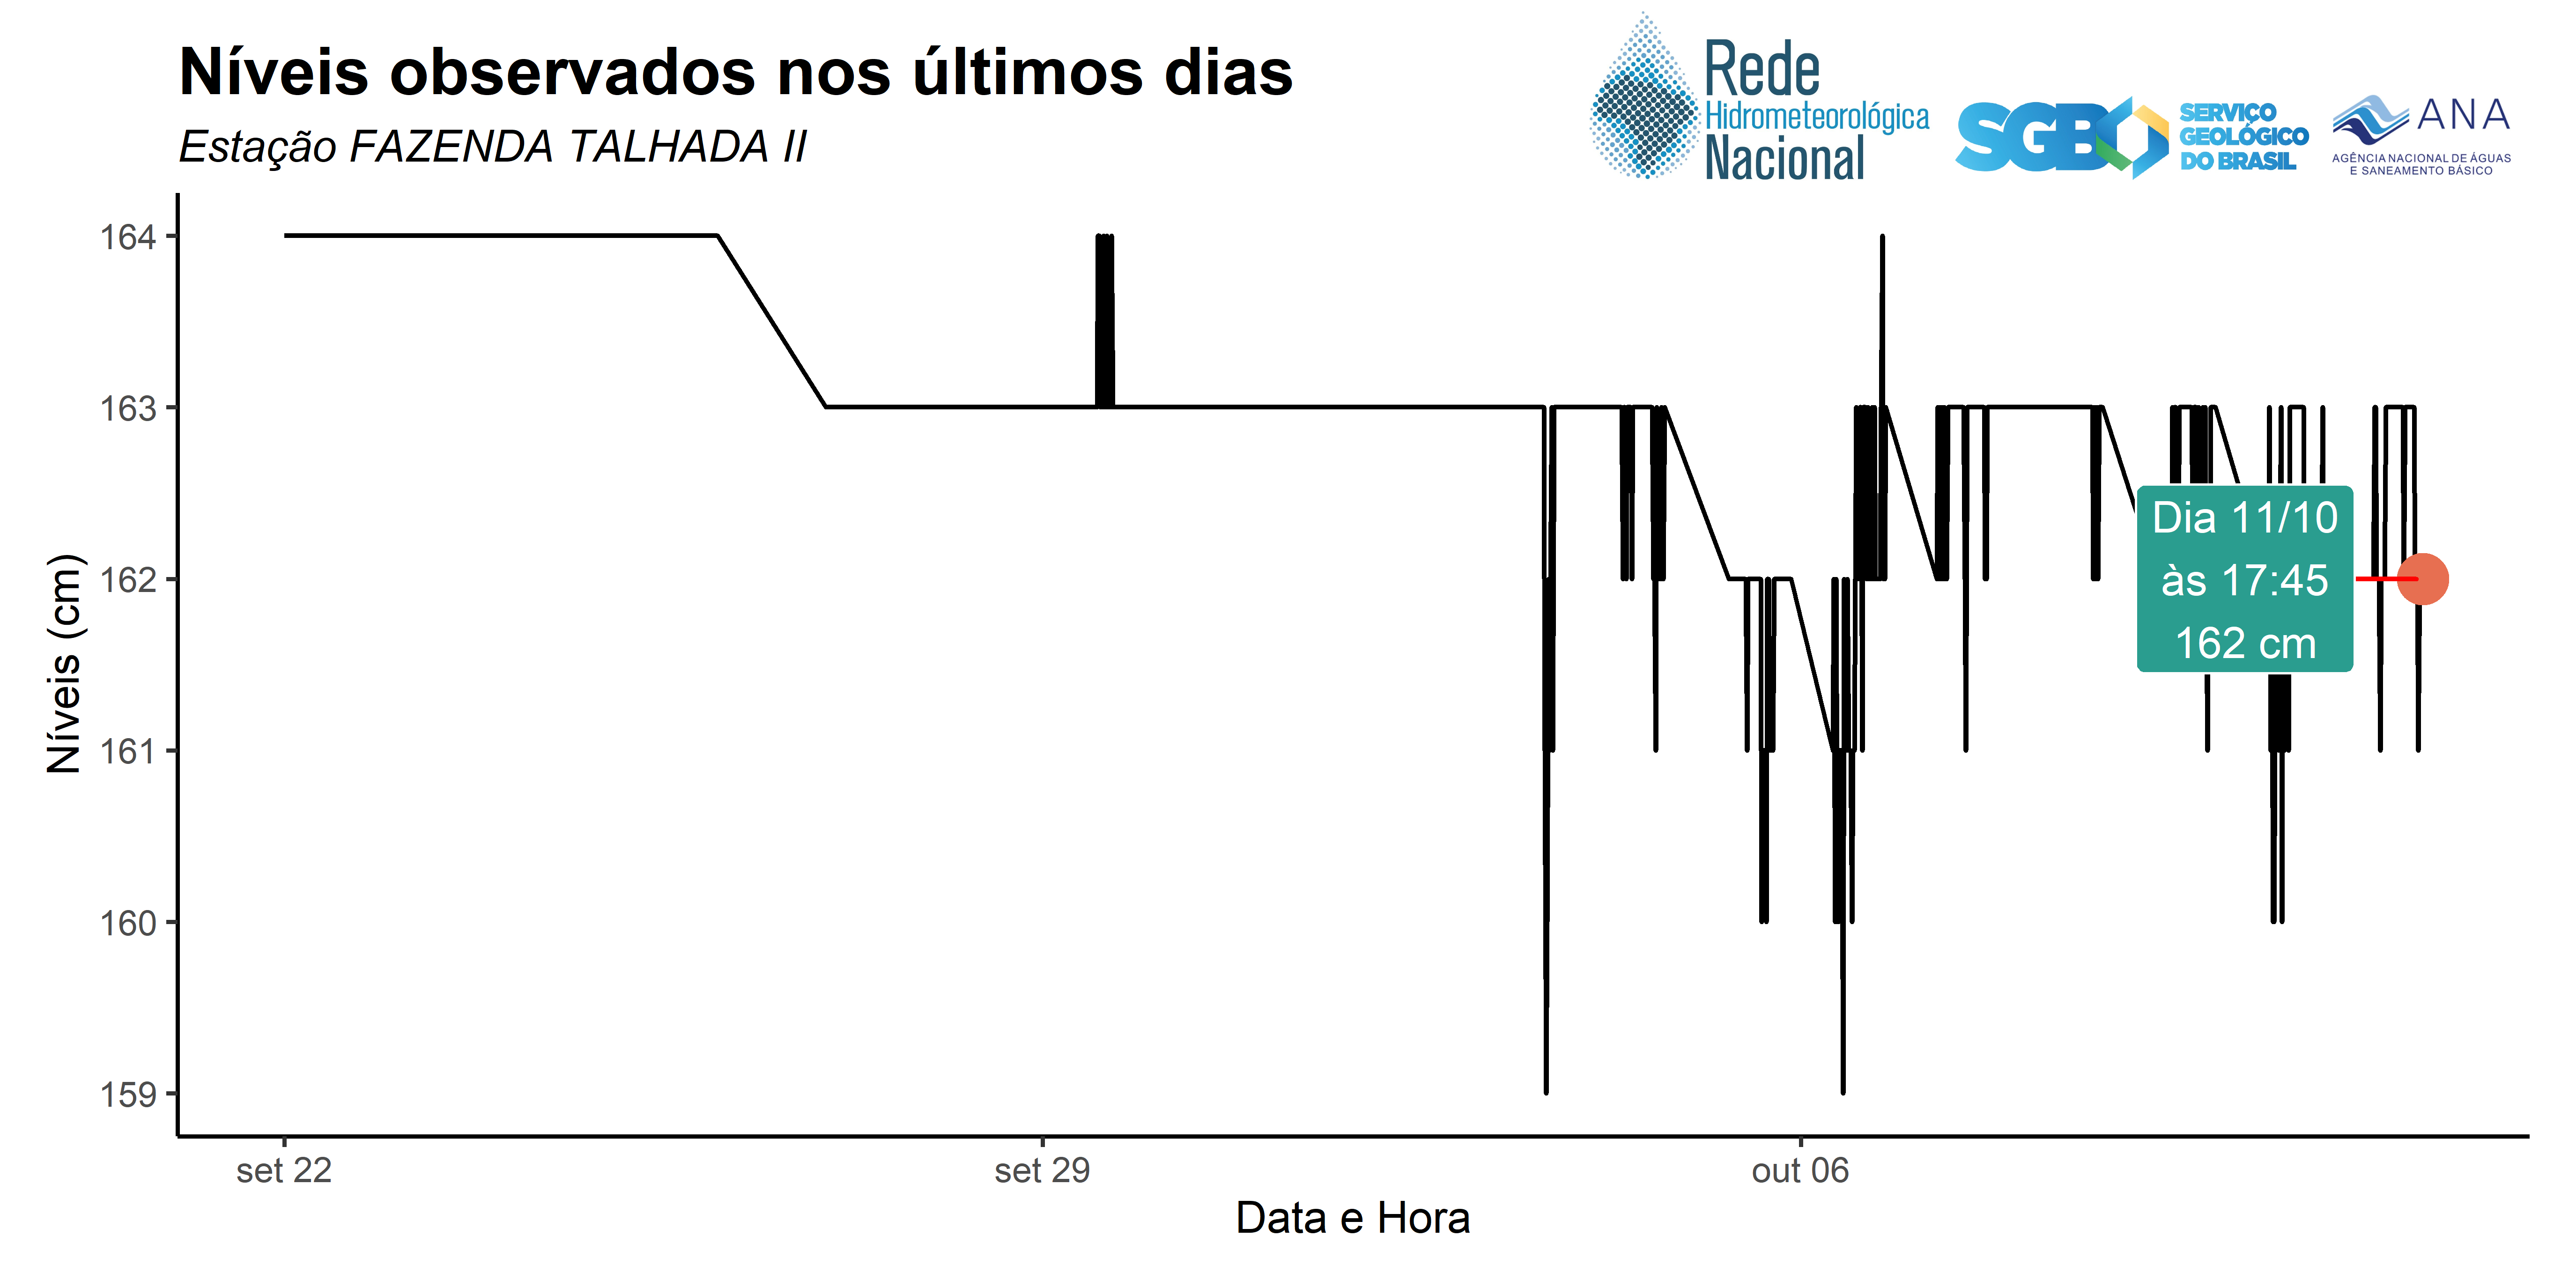 Níveis observados nos últimos dias
Estação FAZENDA TALHADA II
Rede
Hidrometeorológica
Nacional
SGB
SERVIÇO
GEOLÓGICO
DO BRASIL
ANA
AGÊNCIA NACIONAL DE ÁGUAS
E SANEAMENTO BÁSICO
Níveis (cm)
164
163
162
161
160
159
Dia 11/10
às 17:45
162 cm
set 22
set 29
out 06
Data e Hora